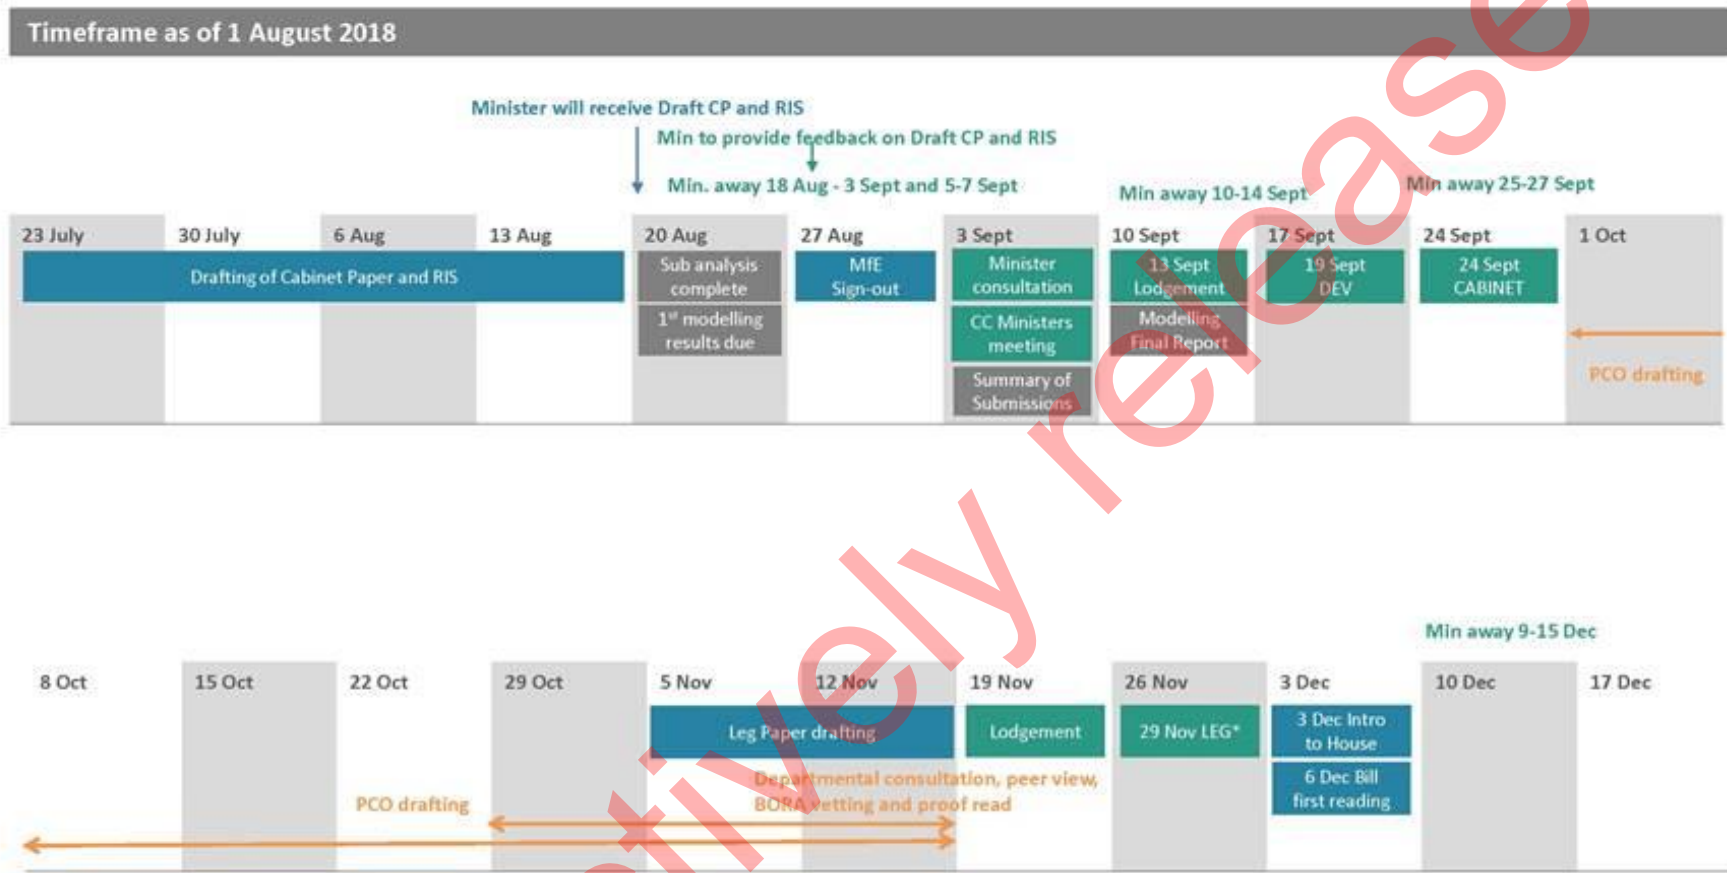 Timeframe as of 1 August 2018
Minister will receive Draft CP and RIS
Min to provide feedback on Draft CP and RIS
Min. away 18 Aug - 3 Sept and 5-7 Sept
Min away 10-14 Sept
Min away 25-27 Sept
23 July
30 July
6 Aug
13 Aug
20 Aug
27 Aug
3 Sept
10 Sept
17 Sept
24 Sept
1 Oct
Drafting of Cabinet Paper and RIS
Sub analysis
complete
1st modelling
results due
MfE
Sign-out
Minister
consultation
CC Ministers
meeting
Summary of
Submissions
13 Sept
Lodgement
Modelling
Final Report
19 Sept
DEV
24 Sept
CABINET
PCO drafting
Min away 9-15 Dec
8 Oct
15 Oct
22 Oct
29 Oct
5 Nov
12 Nov
19 Nov
26 Nov
3 Dec
10 Dec
17 Dec
Leg Paper drafting
Lodgement
29 Nov LEG*
3 Dec Intro
to House
6 Dec Bill
first reading
Departmental consultation, peer view,
BORA vetting and proof read
PCO drafting
tively release